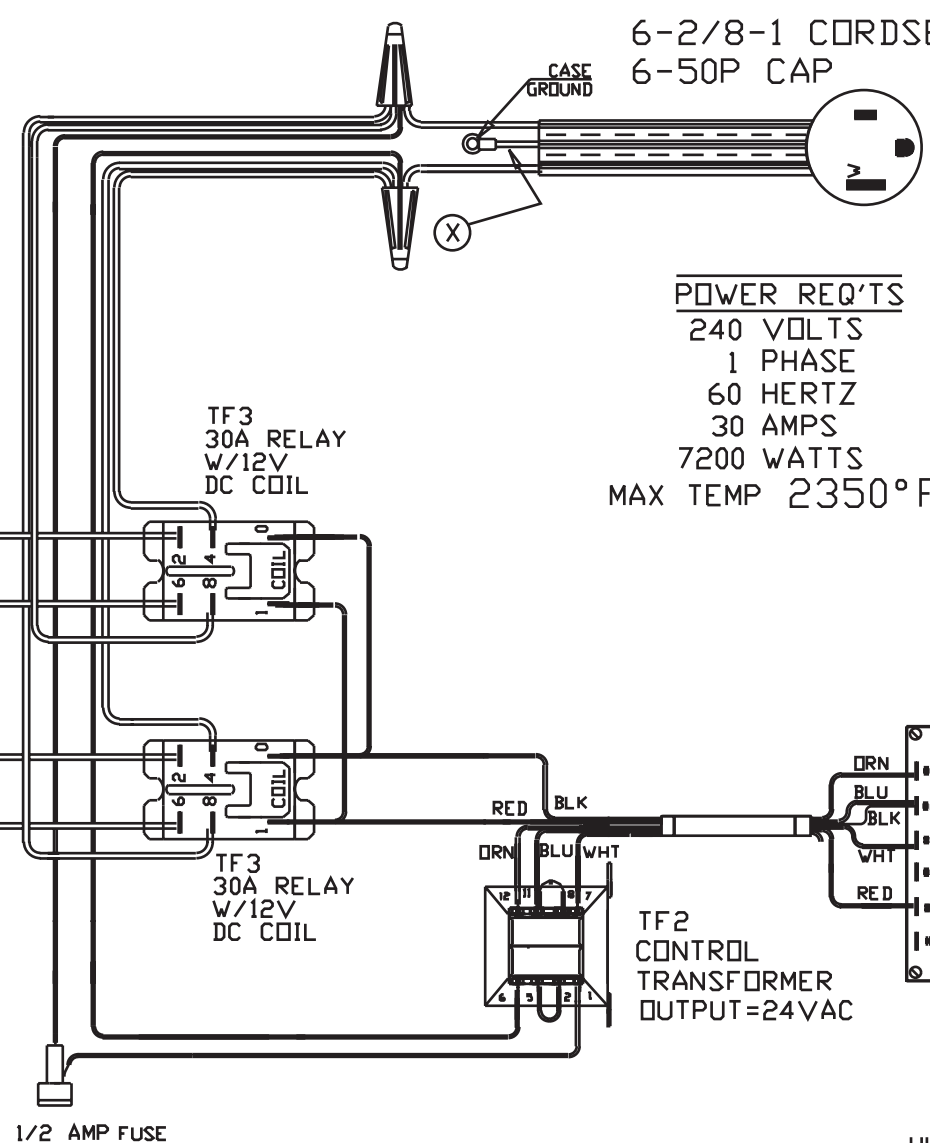 6-2/8-1 CORDSE
6-50P CAP
CASE
GROUND
W
X
POWER REQ'TS
240 VOLTS
1 PHASE
60 HERTZ
30 AMPS
7200 WATTS
MAX TEMP 2350°F
TF3
30A RELAY
W/12V
DC COIL
0
2 4
COIL
6 8
1
0
2 4
COIL
6 8
1
TF3
30A RELAY
W/12V
DC COIL
RED
BLK
ORN
BLU
WHT
ORN
BLU
BLK
WHT
RED
12 11 8 7
6 5 2 1
TF2
CONTROL
TRANSFORMER
OUTPUT=24VAC
1/2 AMP FUSE